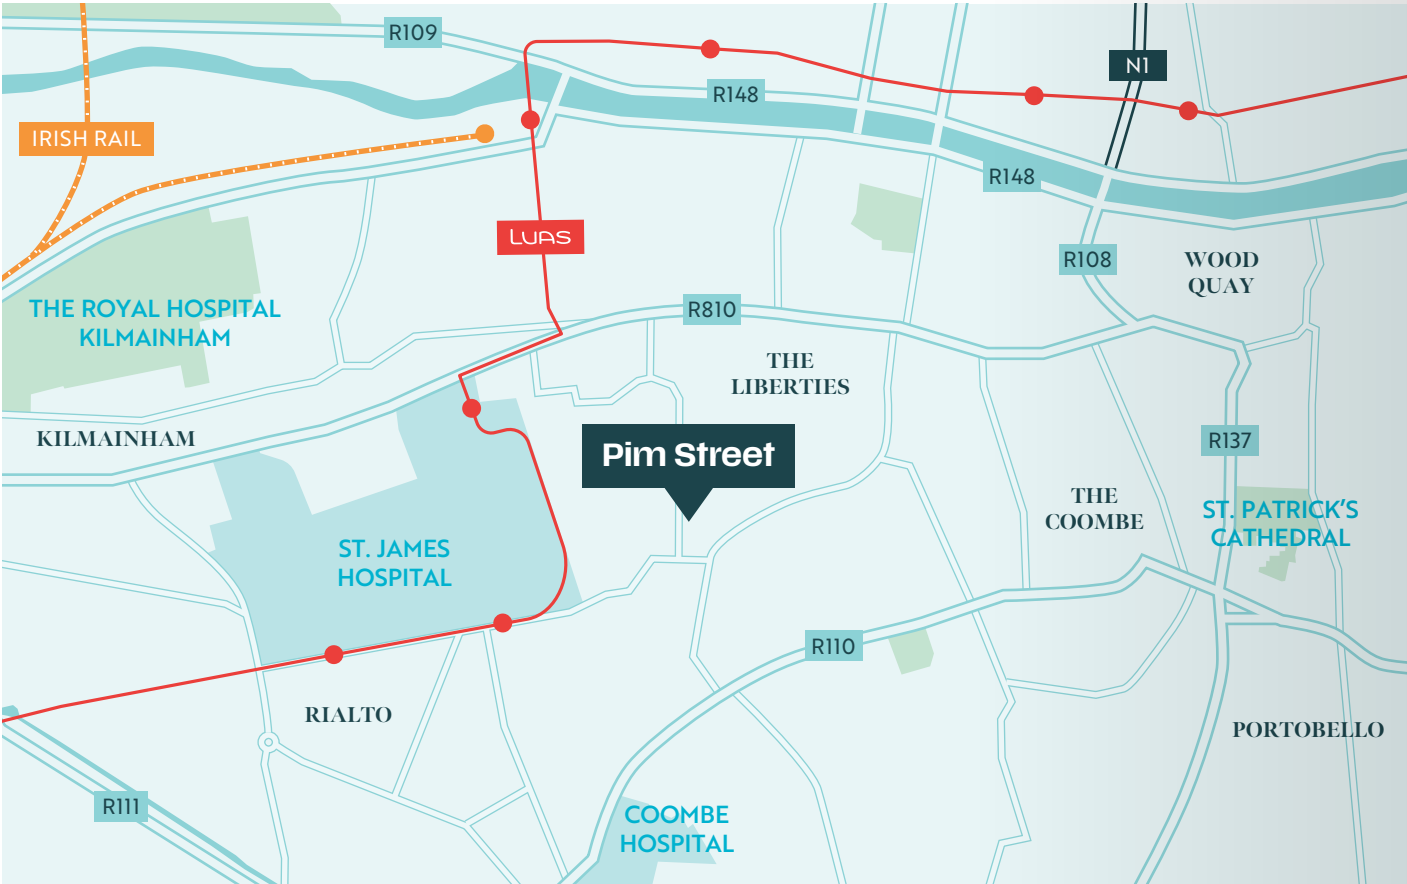 R109
N1
R148
IRISH RAIL
R148
LUAS
R108
WOOD
QUAY
THE ROYAL HOSPITAL
KILMAINHAM
R810
THE
LIBERTIES
KILMAINHAM
Pim Street
R137
THE
COOMBE
ST. PATRICK'S
CATHEDRAL
ST. JAMES
HOSPITAL
R110
RIALTO
PORTOBELLO
R111
COOMBE
HOSPITAL